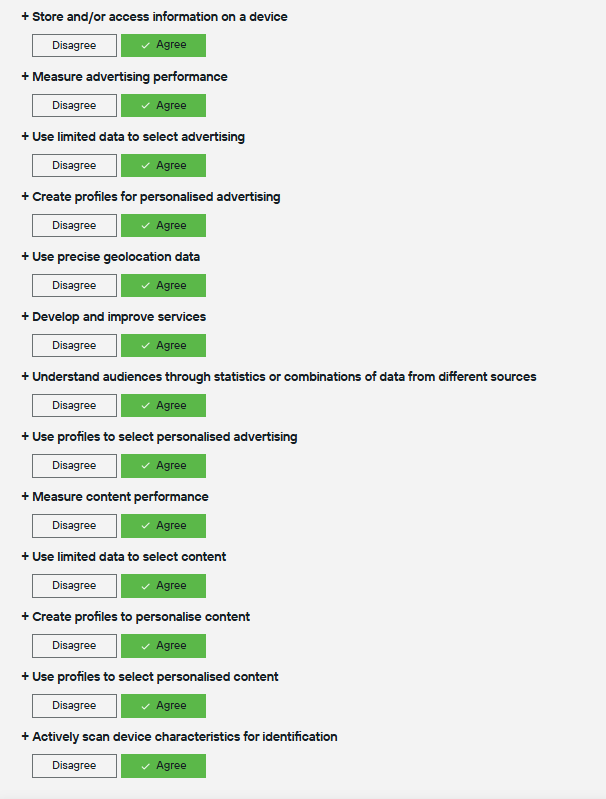 + Store and/or access information on a device
Disagree ✓ Agree
+ Measure advertising performance
Disagree ✓ Agree
+ Use limited data to select advertising
Disagree ✓ Agree
+ Create profiles for personalised advertising
Disagree ✓ Agree
+ Use precise geolocation data
Disagree ✓ Agree
+ Develop and improve services
Disagree ✓ Agree
+ Understand audiences through statistics or combinations of data from different sources
Disagree ✓ Agree
+ Use profiles to select personalised advertising
Disagree ✓ Agree
+ Measure content performance
Disagree ✓ Agree
+ Use limited data to select content
Disagree ✓ Agree
+ Create profiles to personalise content
Disagree ✓ Agree
+ Use profiles to select personalised content
Disagree ✓ Agree
+ Actively scan device characteristics for identification
Disagree ✓ Agree